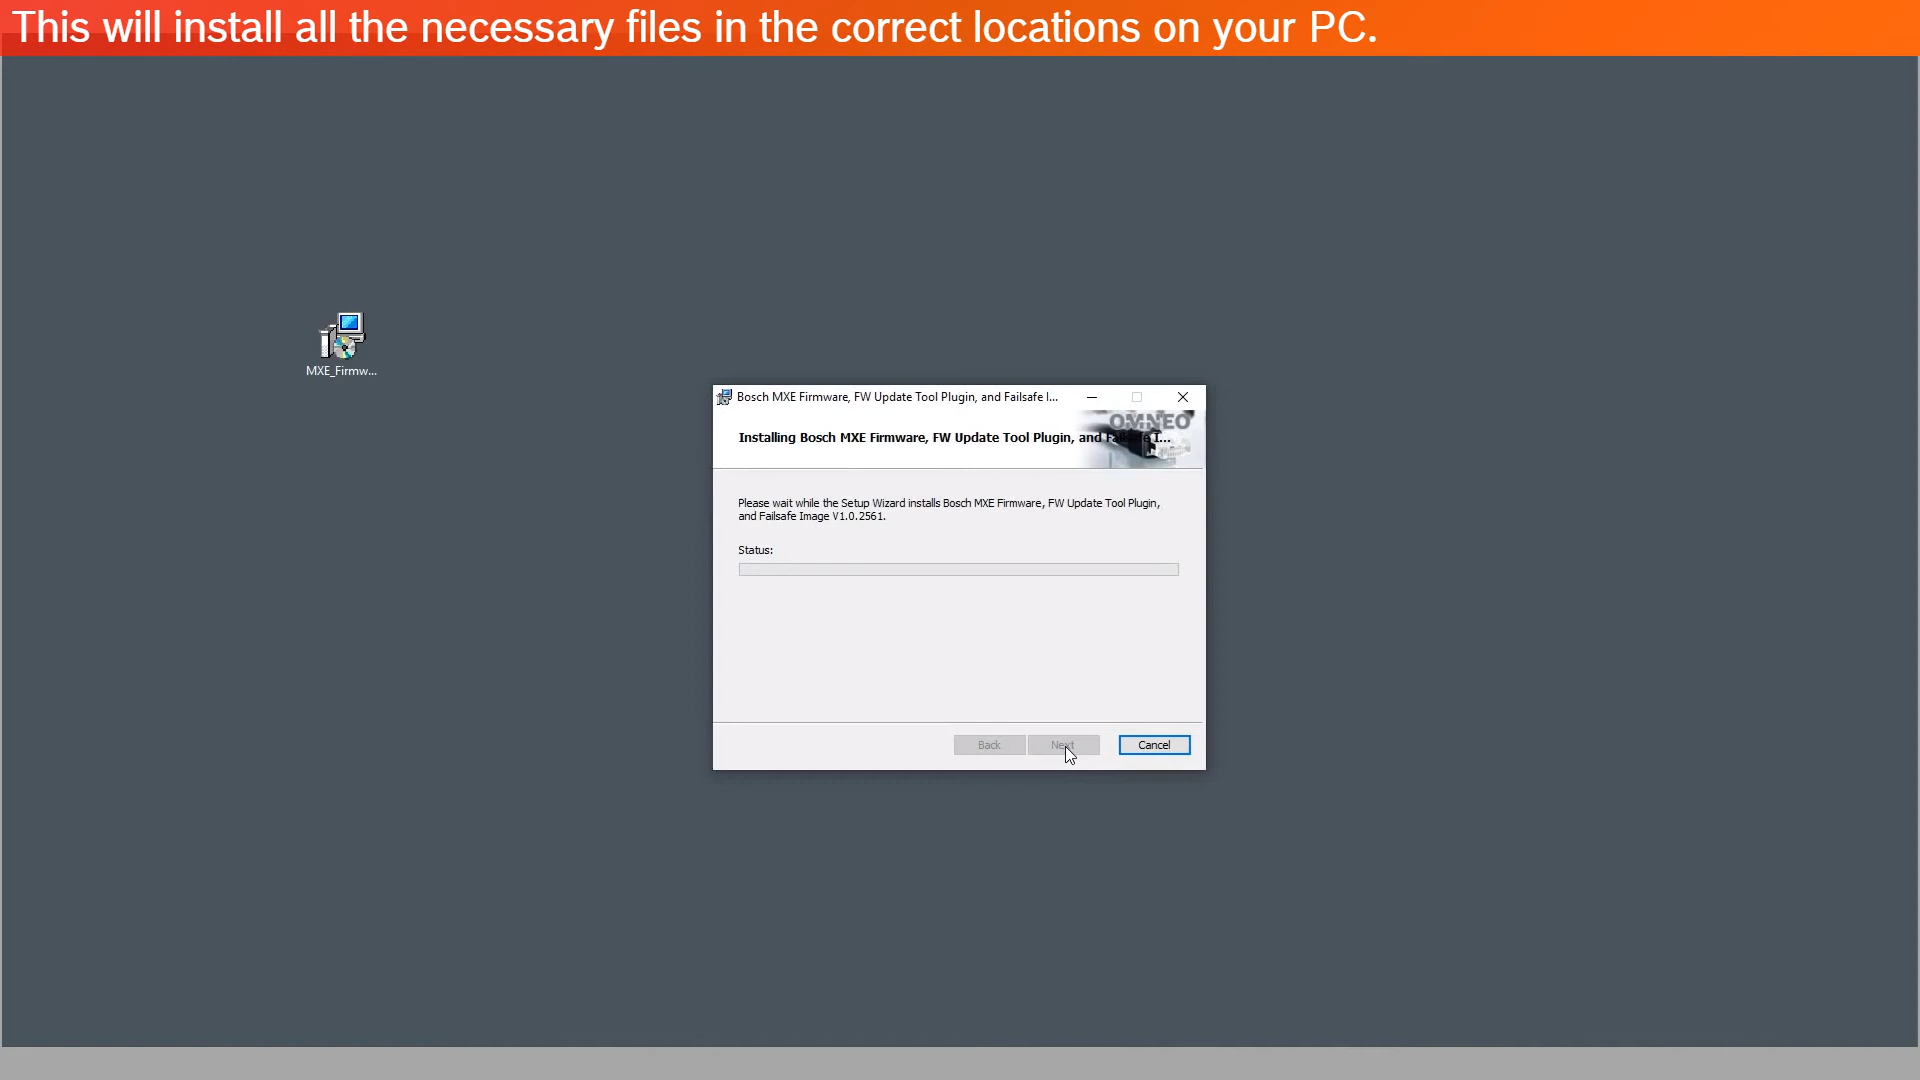 This will install all the necessary files in the correct locations on your PC.
MXE_Firmw...
Bosch MXE Firmware, FW Update Tool Plugin, and Failsafe I...
OMNEO
Installing Bosch MXE Firmware, FW Update Tool Plugin, and Failsafe I...
Please wait while the Setup Wizard installs Bosch MXE Firmware, FW Update Tool Plugin,
and Failsafe Image V1.0.2561.
Status:
Back Next Cancel